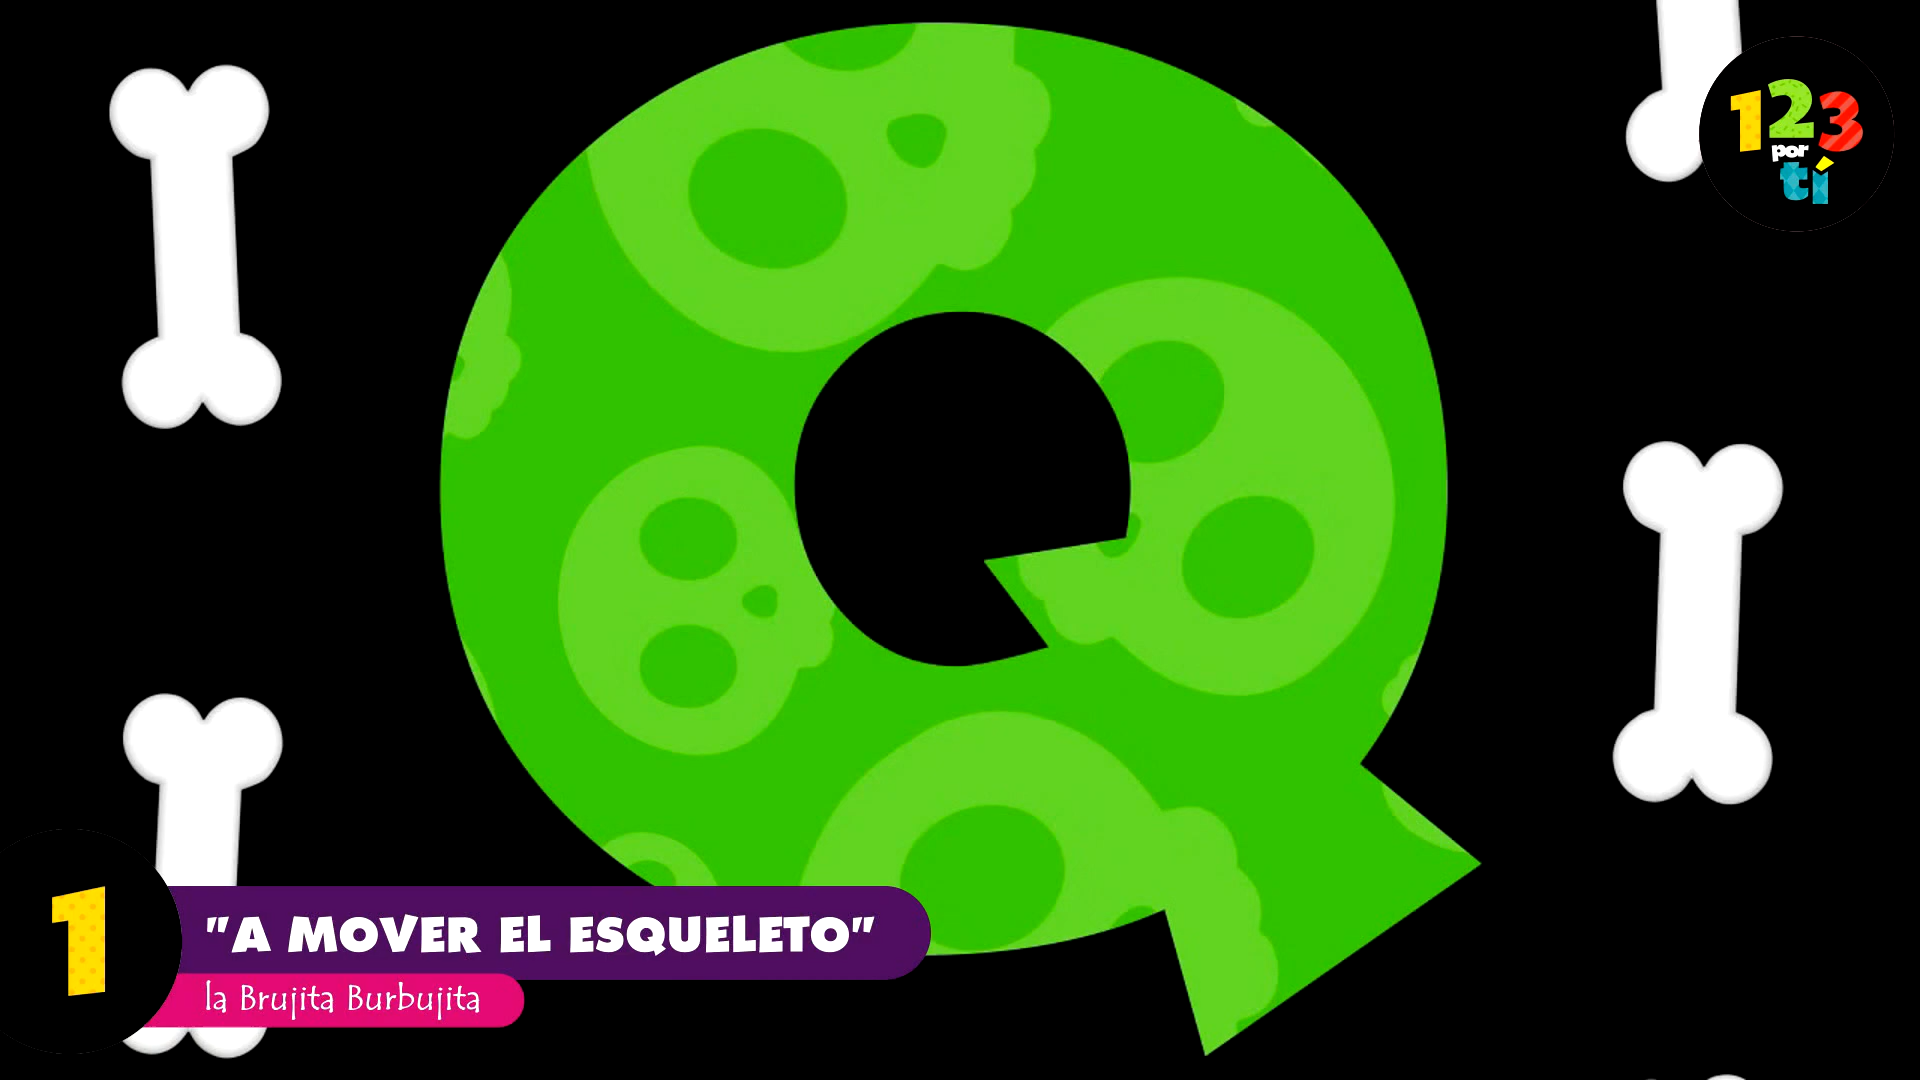 Q
123
por
tí
1
"A MOVER EL ESQUELETO"
la Brujita Burbujita